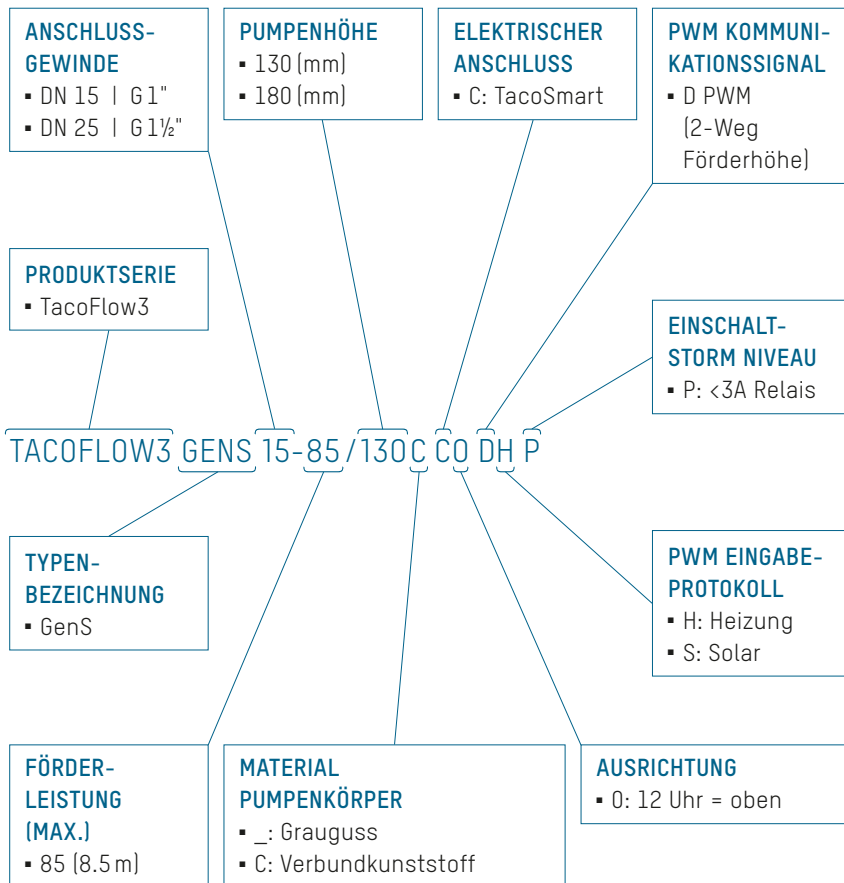 ANSCHLUSS-
GEWINDE
▪ DN 15 | G 1"
▪ DN 25 | G 1½"
PUMPENHÖHE
▪ 130 (mm)
▪ 180 (mm)
ELEKTRISCHER
ANSCHLUSS
▪ C: TacoSmart
PWM KOMMUNI-
KATIONSSIGNAL
▪ D PWM
(2-Weg
Förderhöhe)
PRODUKTSERIE
▪ TacoFlow3
EINSCHALT-
STORM NIVEAU
▪ P: <3A Relais
TACOFLOW3 GENS 15-85/130C C0 DH P
TYPEN-
BEZEICHNUNG
▪ GenS
PWM EINGABE-
PROTOKOLL
▪ H: Heizung
▪ S: Solar
FÖRDER-
LEISTUNG
(MAX.)
▪ 85 (8.5 m)
MATERIAL
PUMPENKÖRPER
▪ _: Grauguss
▪ C: Verbundkunststoff
AUSRICHTUNG
▪ 0: 12 Uhr = oben